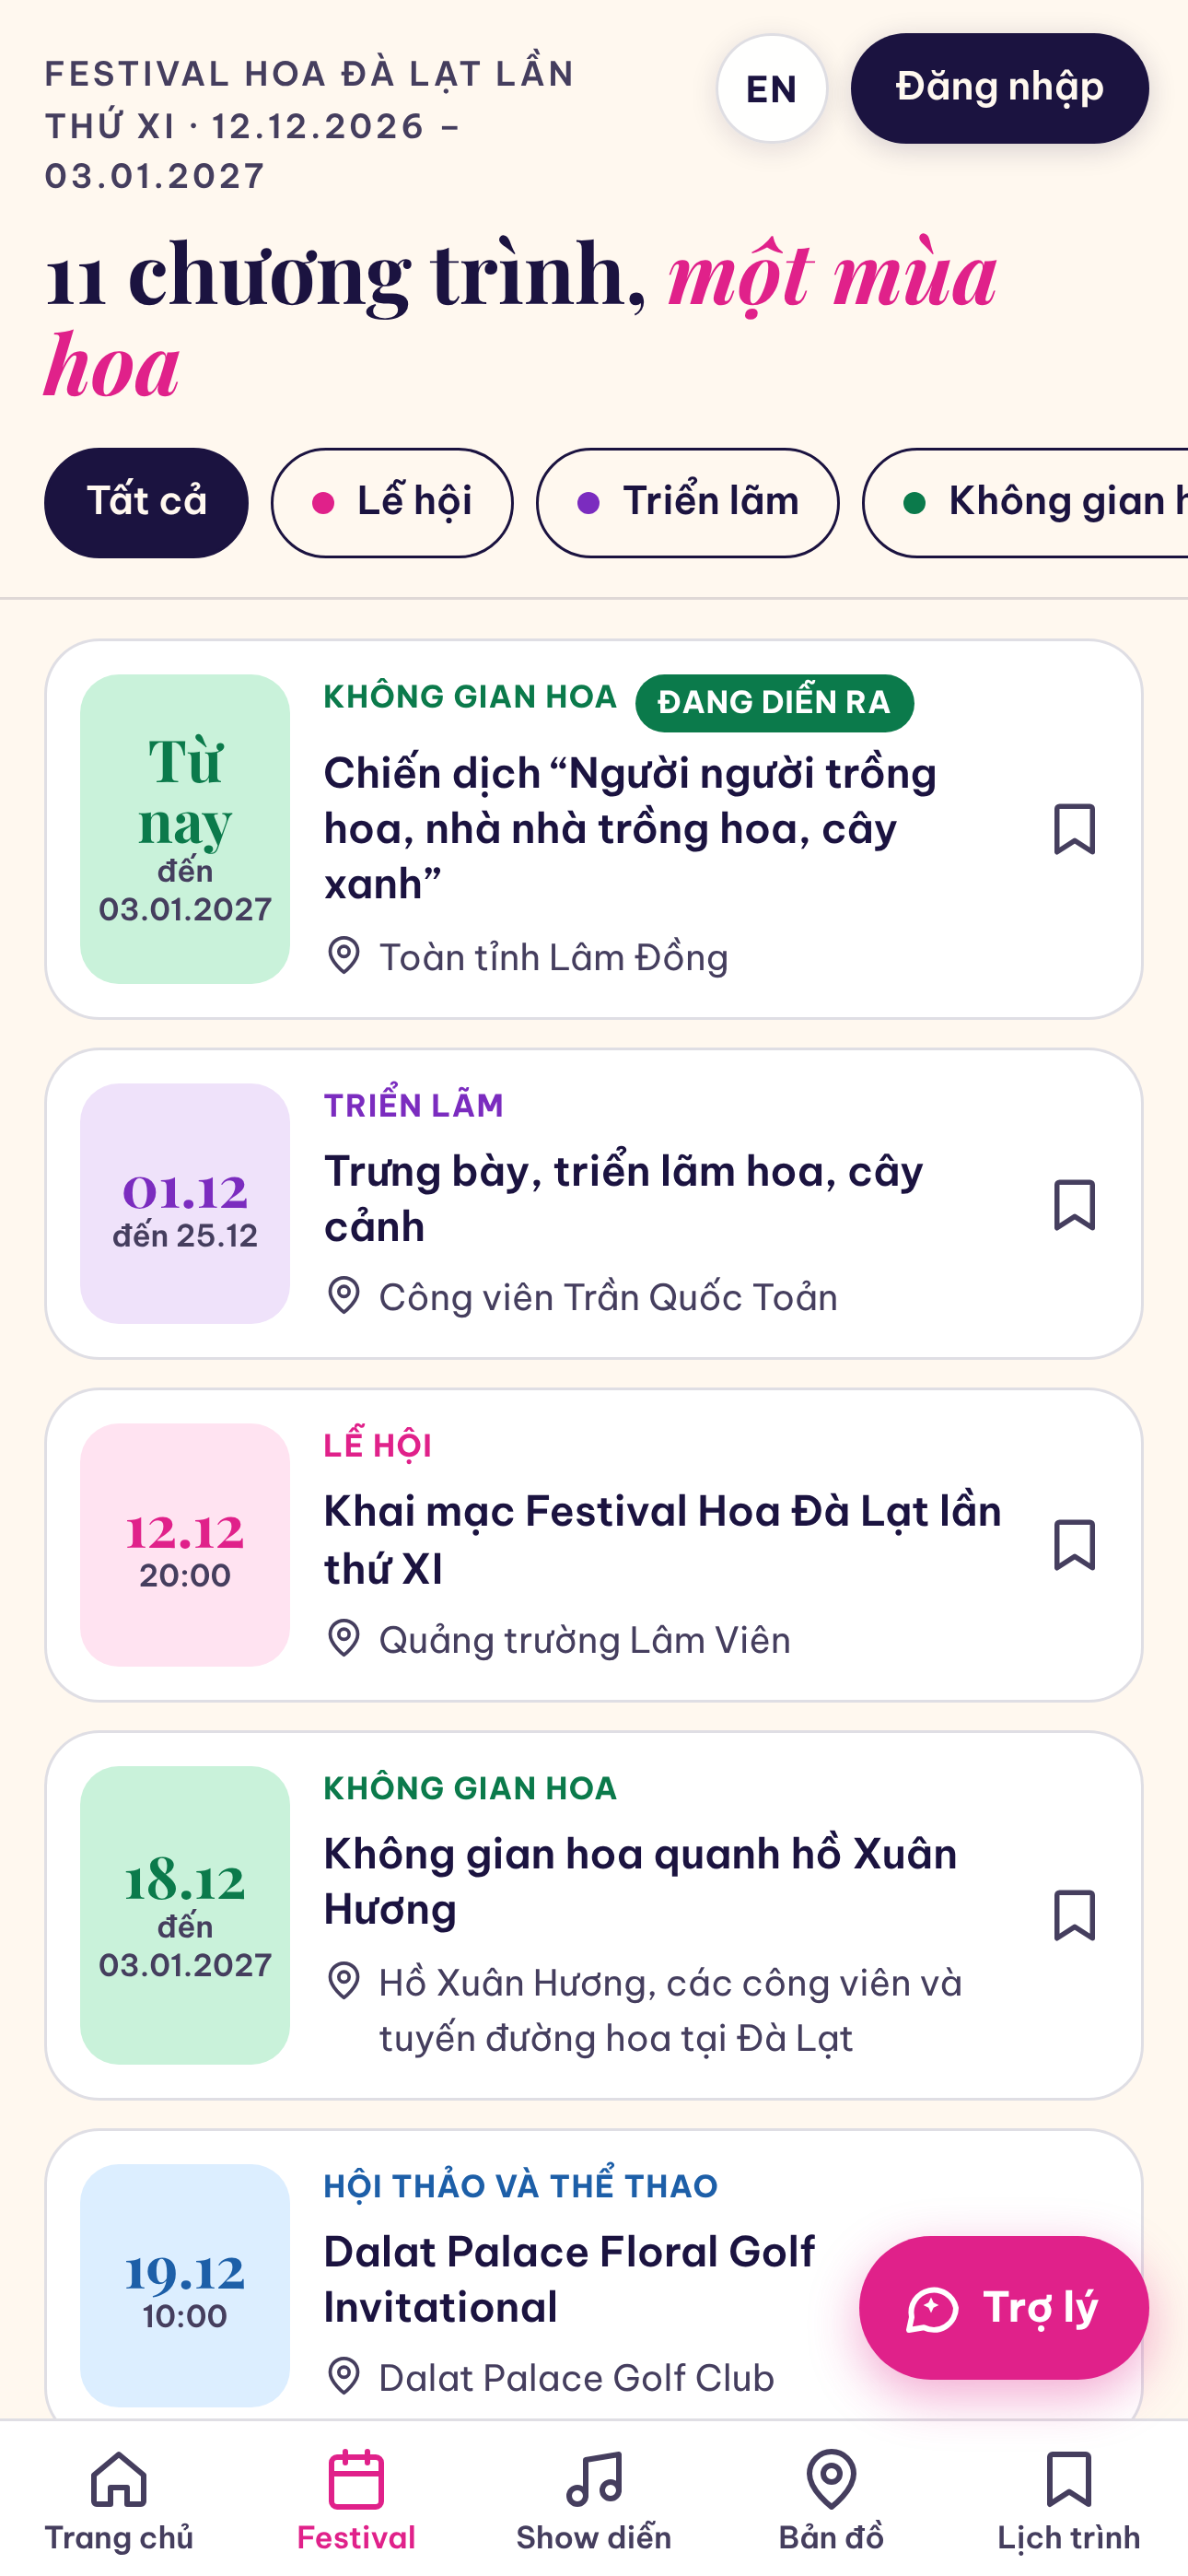 FESTIVAL HOA ĐÀ LẠT LẦN
THỨ XI · 12.12.2026 –
03.01.2027
EN
Đăng nhập
11 chương trình, một mùa
hoa
Tất cả
Lễ hội
Triển lãm
Không gian
KHÔNG GIAN HOA
ĐANG DIỄN RA
Từ
nay
đến
03.01.2027
Chiến dịch “Người người trồng
hoa, nhà nhà trồng hoa, cây
xanh”
Toàn tỉnh Lâm Đồng
TRIỂN LÃM
01.12
đến 25.12
Trưng bày, triển lãm hoa, cây
cảnh
Công viên Trần Quốc Toản
LỄ HỘI
12.12
20:00
Khai mạc Festival Hoa Đà Lạt lần
thứ XI
Quảng trường Lâm Viên
KHÔNG GIAN HOA
18.12
đến
03.01.2027
Không gian hoa quanh hồ Xuân
Hương
Hồ Xuân Hương, các công viên và
tuyến đường hoa tại Đà Lạt
HỘI THẢO VÀ THỂ THAO
19.12
10:00
Dalat Palace Floral Golf
Invitational
Dalat Palace Golf Club
Trợ lý
Trang chủ
Festival
Show diễn
Bản đồ
Lịch trình